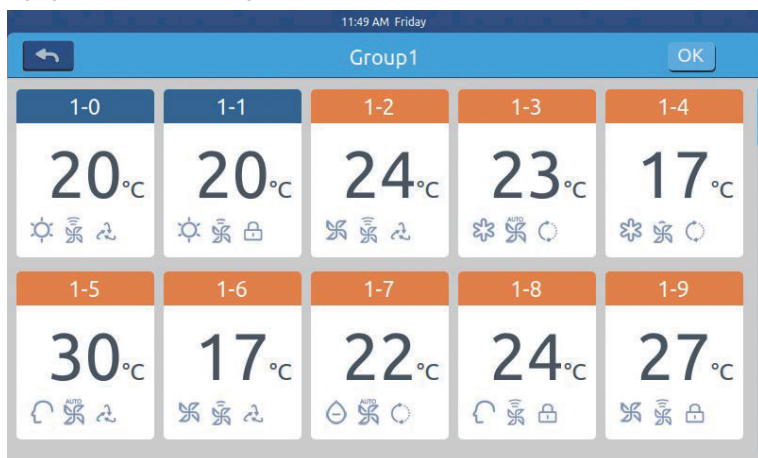 11:49 AM Friday
Group1 OK
1-0 1-1 1-2 1-3 1-4
20°C 20°C 24°C 23°C 17°C
AUTO
1-5 1-6 1-7 1-8 1-9
30°C 17°C 22°C 24°C 27°C
AUTO AUTO